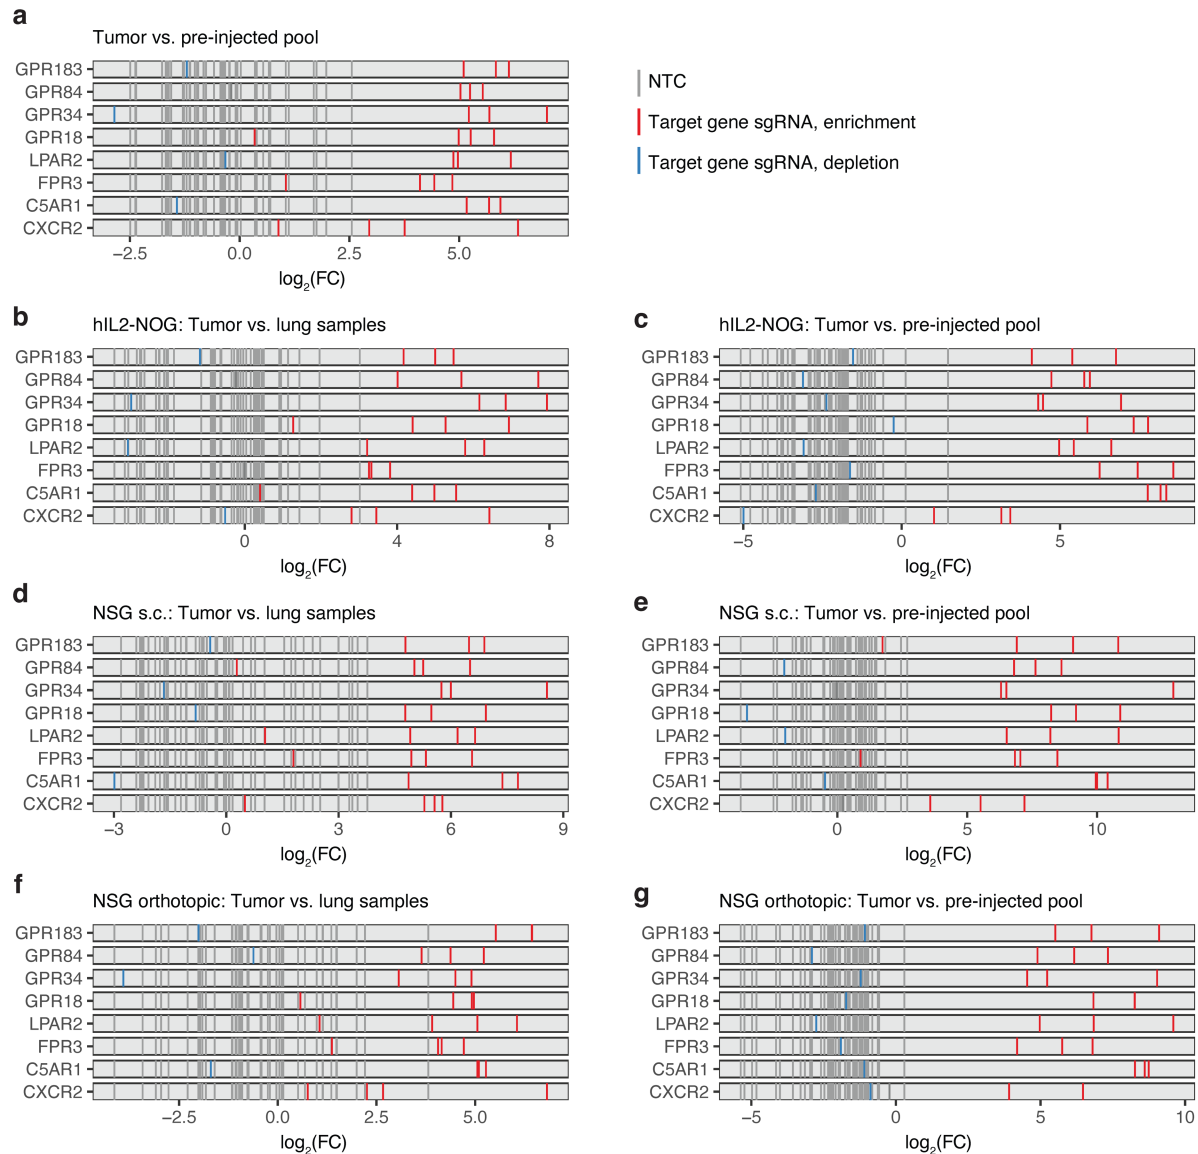 a
Tumor vs. pre-injected pool
GPR183
GPR84
GPR34
GPR18
LPAR2
FPR3
C5AR1
CXCR2
−2.5 0.0 2.5 5.0
log2(FC)
NTC
Target gene sgRNA, enrichment
Target gene sgRNA, depletion
b
hIL2-NOG: Tumor vs. lung samples
GPR183
GPR84
GPR34
GPR18
LPAR2
FPR3
C5AR1
CXCR2
0 4 8
log2(FC)
c
hIL2-NOG: Tumor vs. pre-injected pool
GPR183
GPR84
GPR34
GPR18
LPAR2
FPR3
C5AR1
CXCR2
−5 0 5
log2(FC)
d
NSG s.c.: Tumor vs. lung samples
GPR183
GPR84
GPR34
GPR18
LPAR2
FPR3
C5AR1
CXCR2
−3 0 3 6 9
log2(FC)
e
NSG s.c.: Tumor vs. pre-injected pool
GPR183
GPR84
GPR34
GPR18
LPAR2
FPR3
C5AR1
CXCR2
0 5 10
log2(FC)
f
NSG orthotopic: Tumor vs. lung samples
GPR183
GPR84
GPR34
GPR18
LPAR2
FPR3
C5AR1
CXCR2
−2.5 0.0 2.5 5.0
log2(FC)
g
NSG orthotopic: Tumor vs. pre-injected pool
GPR183
GPR84
GPR34
GPR18
LPAR2
FPR3
C5AR1
CXCR2
−5 0 5 10
log2(FC)